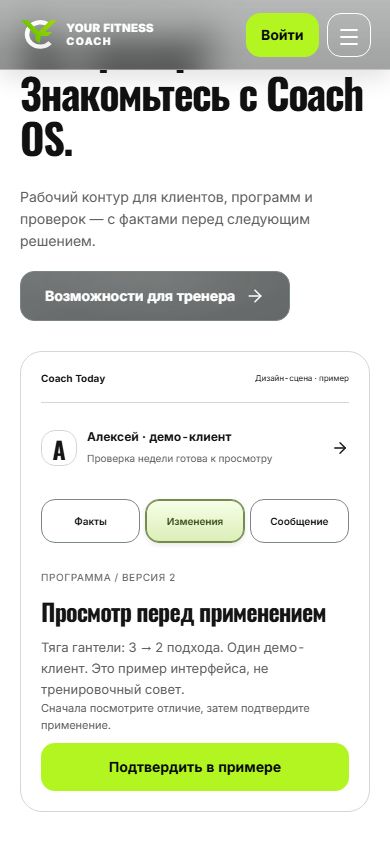 YOUR FITNESS
COACH
Войти
Знакомьтесь с Coach
OS.
Рабочий контур для клиентов, программ и
проверок — с фактами перед следующим
решением.
Возможности для тренера →
Coach Today
Дизайн-сцена · пример
А
Алексей · демо-клиент
Проверка недели готова к просмотру
→
Факты
Изменения
Сообщение
ПРОГРАММА / ВЕРСИЯ 2
Просмотр перед применением
Тяга гантели: 3 → 2 подхода. Один демо-
клиент. Это пример интерфейса, не
тренировочный совет.
Сначала посмотрите отличие, затем подтвердите
применение.
Подтвердить в примере